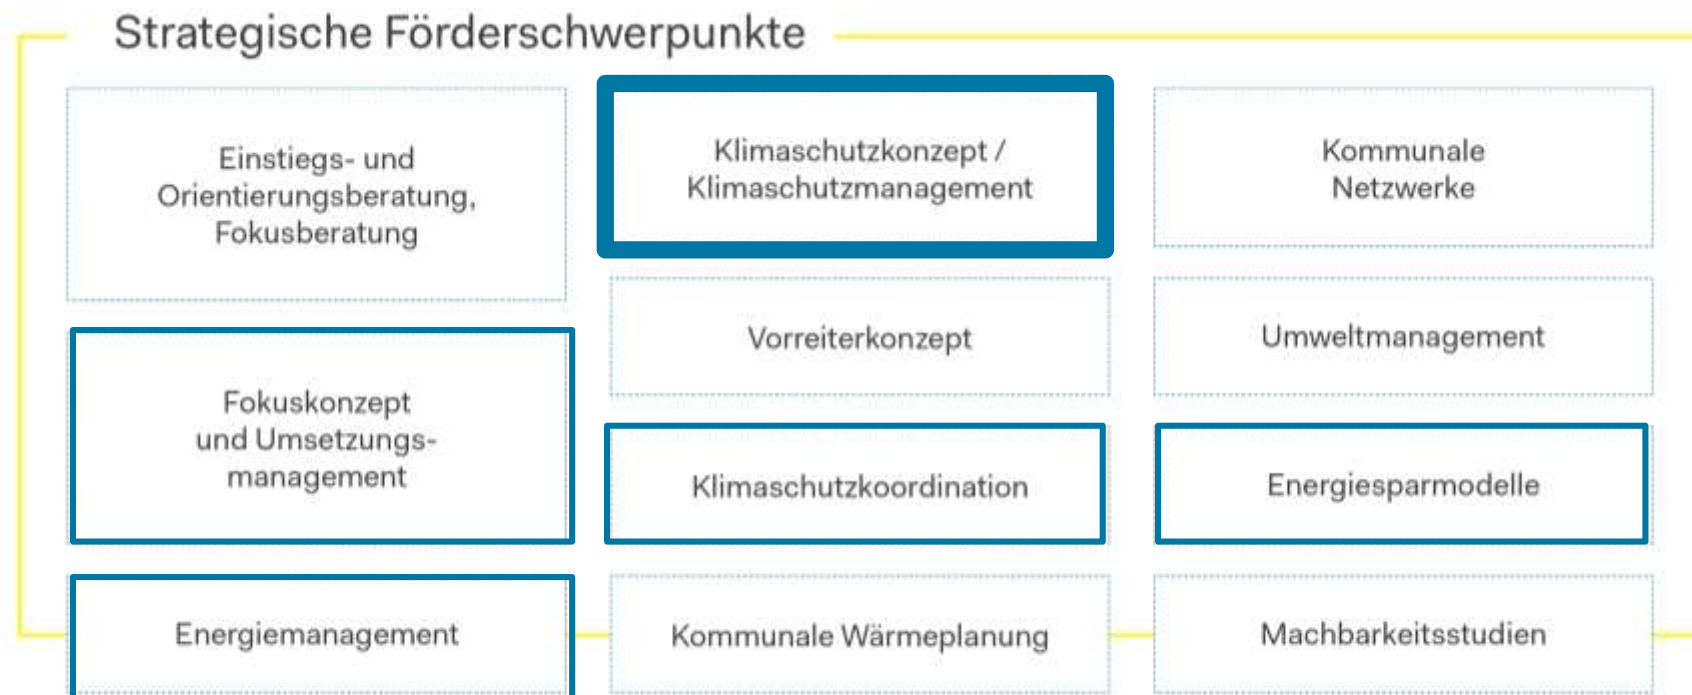 Strategische Förderschwerpunkte
Einstiegs- und
Orientierungsberatung,
Fokusberatung
Klimaschutzkonzept /
Klimaschutzmanagement
Kommunale
Netzwerke
Vorreiterkonzept
Umweltmanagement
Fokuskonzept
und Umsetzungs-
management
Klimaschutzkoordination
Energiesparmodelle
Energiemanagement
Kommunale Wärmeplanung
Machbarkeitsstudien